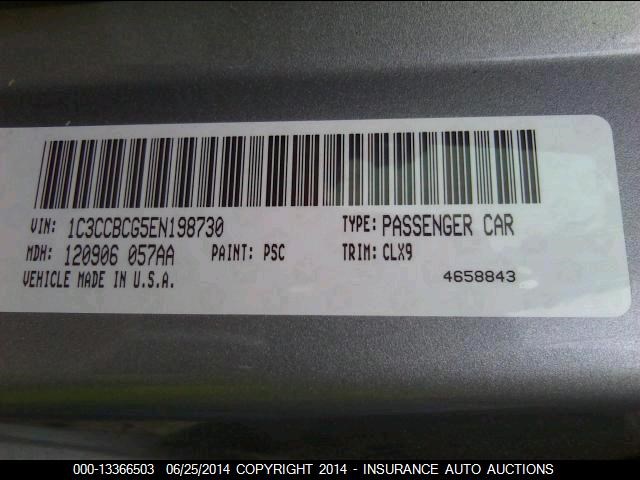 VIN: 1C3CCBCG5EN198730 TYPE: PASSENGER CAR
MDH: 120906 057AA PAINT: PSC TRIM: CLX9
VEHICLE MADE IN U.S.A. 4658843
000-13366503 06/25/2014 COPYRIGHT 2014 - INSURANCE AUTO AUCTIONS